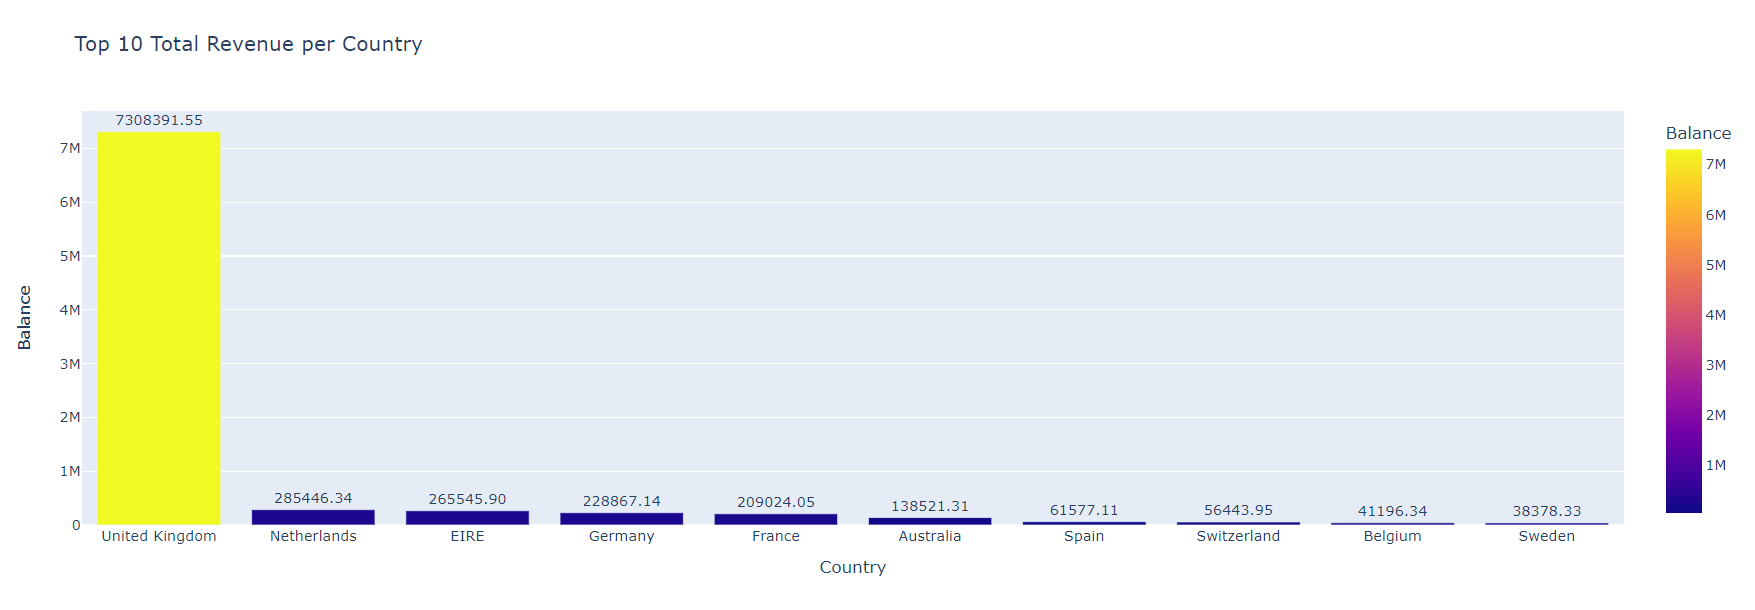 Top 10 Total Revenue per Country
Balance
7M
6M
5M
4M
3M
2M
1M
0
7308391.55
285446.34
265545.90
228867.14
209024.05
138521.31
61577.11
56443.95
41196.34
38378.33
United Kingdom
Netherlands
EIRE
Germany
France
Australia
Spain
Switzerland
Belgium
Sweden
Country
Balance
7M
6M
5M
4M
3M
2M
1M